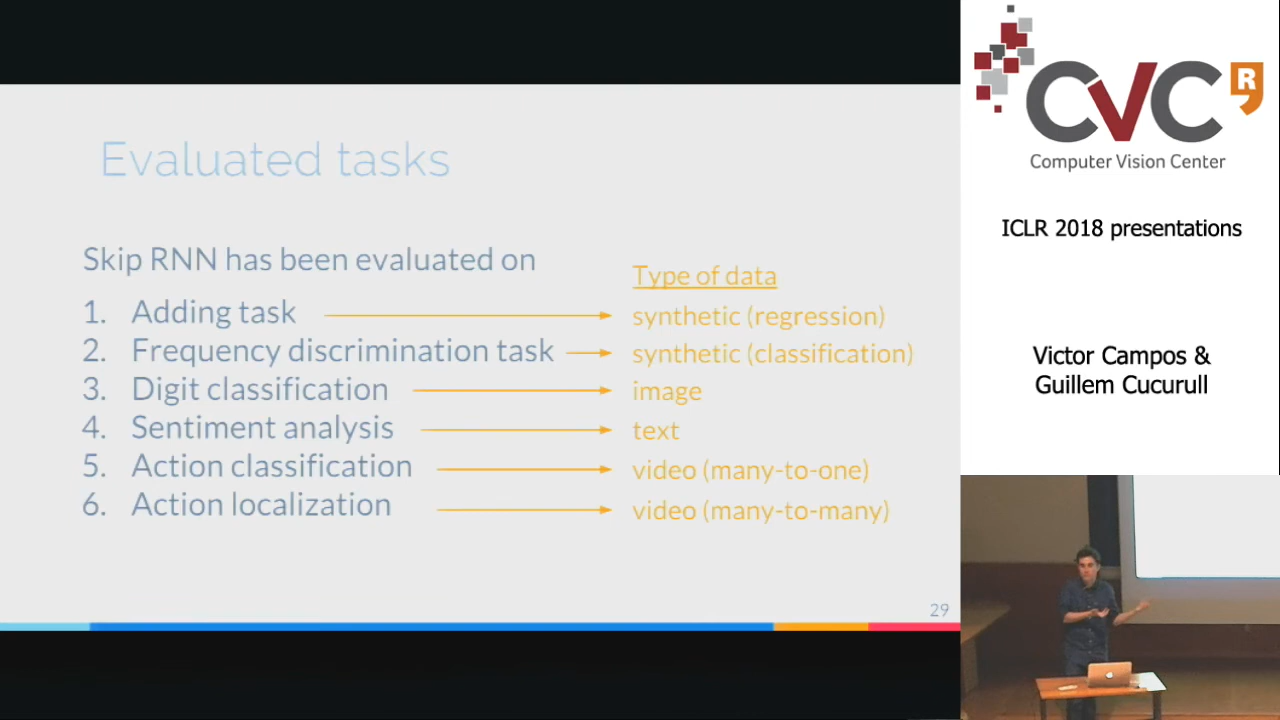 Evaluated tasks
Skip RNN has been evaluated on
Type of data
1. Adding task synthetic (regression)
2. Frequency discrimination task synthetic (classification)
3. Digit classification image
4. Sentiment analysis text
5. Action classification video (many-to-one)
6. Action localization video (many-to-many)
29
CVC R
Computer Vision Center
ICLR 2018 presentations
Victor Campos &
Guillem Cucurull